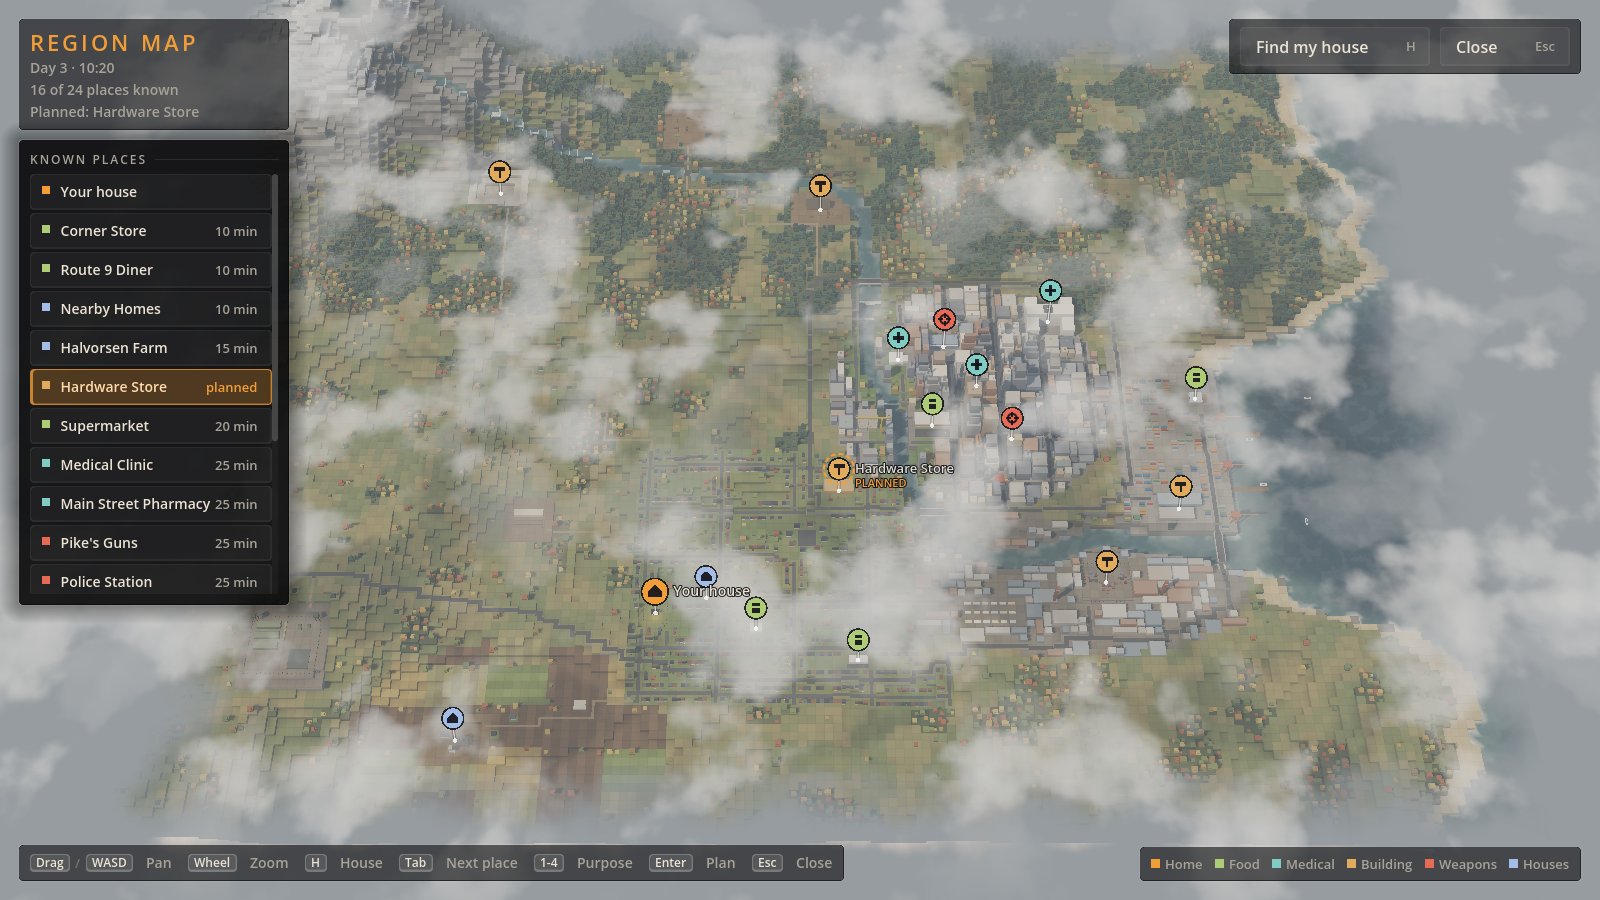 REGION MAP
Day 3 · 10:20
16 of 24 places known
Planned: Hardware Store
Find my house H
Close Esc
KNOWN PLACES
Your house
Corner Store 10 min
Route 9 Diner 10 min
Nearby Homes 10 min
Halvorsen Farm 15 min
Hardware Store planned
Supermarket 20 min
Medical Clinic 25 min
Main Street Pharmacy 25 min
Pike's Guns 25 min
Police Station 25 min
Hardware Store
PLANNED
Your house
Drag / WASD Pan Wheel Zoom H House Tab Next place 1-4 Purpose Enter Plan Esc Close
Home Food Medical Building Weapons Houses